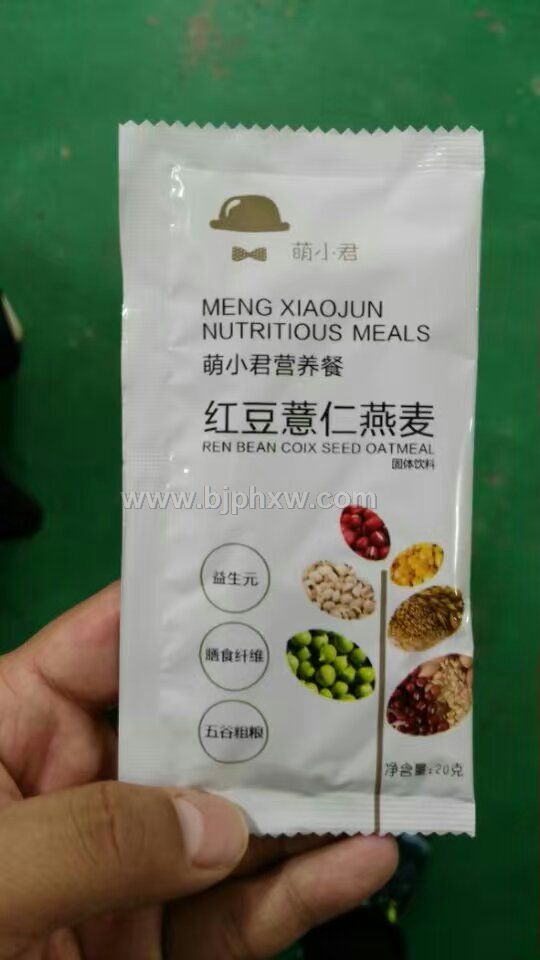 萌小君
MENG XIAOJUN
NUTRITIOUS MEALS
萌小君营养餐
红豆薏仁燕麦
REN BEAN COIX SEED OATMEAL
固体饮料
www.bjphxw.com
益生元
膳食纤维
五谷粗粮
净含量:20克